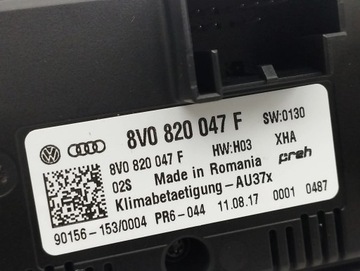 8V0 820 047 F SW:0130
8V0 820 047 F HW:H03 XHA
02S Made in Romania preh
Klimabetaetigung-AU37x
90156-153/0004 PR6-044 11.08.17 0001 0487